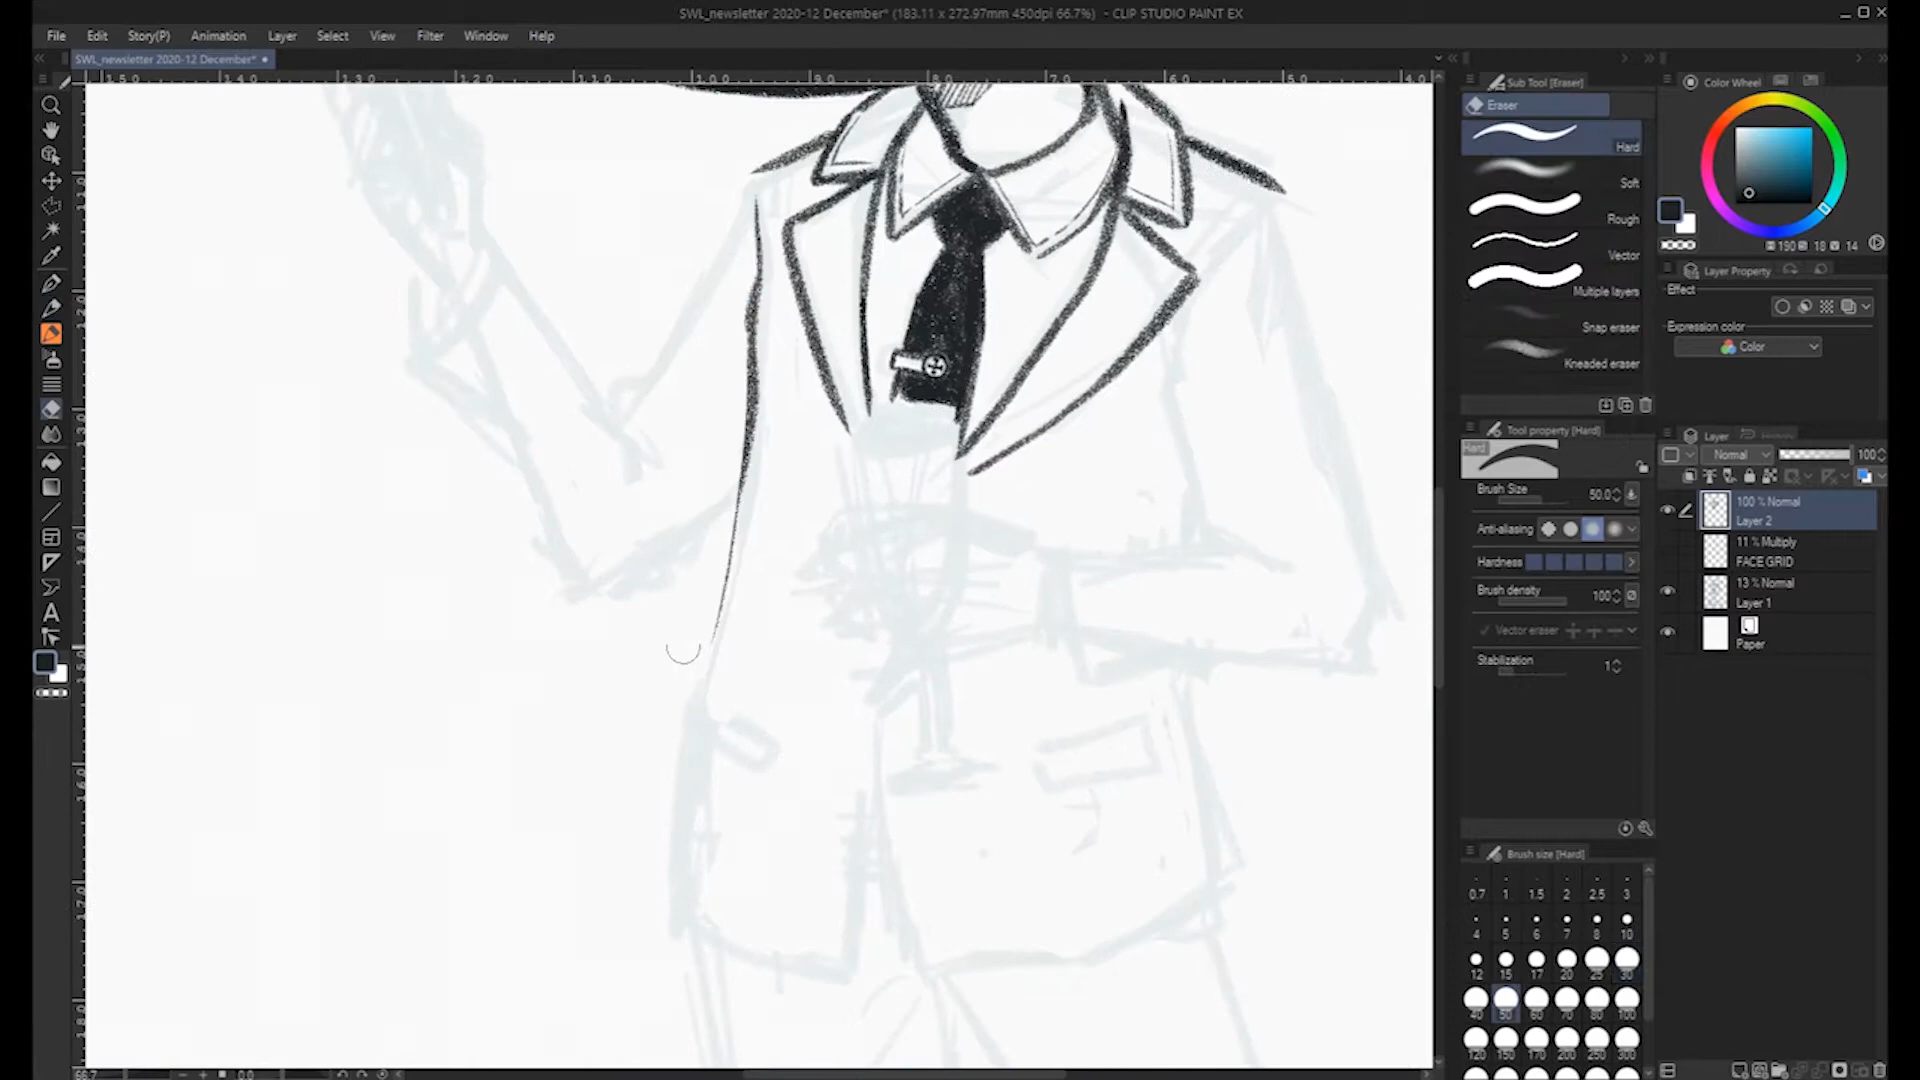 SWL_newsletter 2020-12 December* (183.11 x 272.97mm 450dpi 66.7%) - CLIP STUDIO PAINT EX
File Edit Story(P) Animation Layer Select View Filter Window Help
SWL_newsletter 2020-12 December*
Sub Tool [Eraser]
Eraser
Hard
Soft
Rough
Vector
Multiple layers
Snap eraser
Kneaded eraser
Tool property [Hard]
Hard
Brush Size 50.0
Anti-aliasing
Hardness
Brush density 100
Vector eraser
Stabilization 1
Brush size [Hard]
0.7 1 1.5 2 2.5 3
4 5 6 7 8 10
12 15 17 20 25 30
40 50 60 70 80 100
120 150 170 200 250 300
Color Wheel
190 18 14
Layer Property
Effect
Expression color
Color
Layer
Normal 100
100 % Normal
Layer 2
11 % Multiply
FACE GRID
13 % Normal
Layer 1
Paper
66.7 0.0